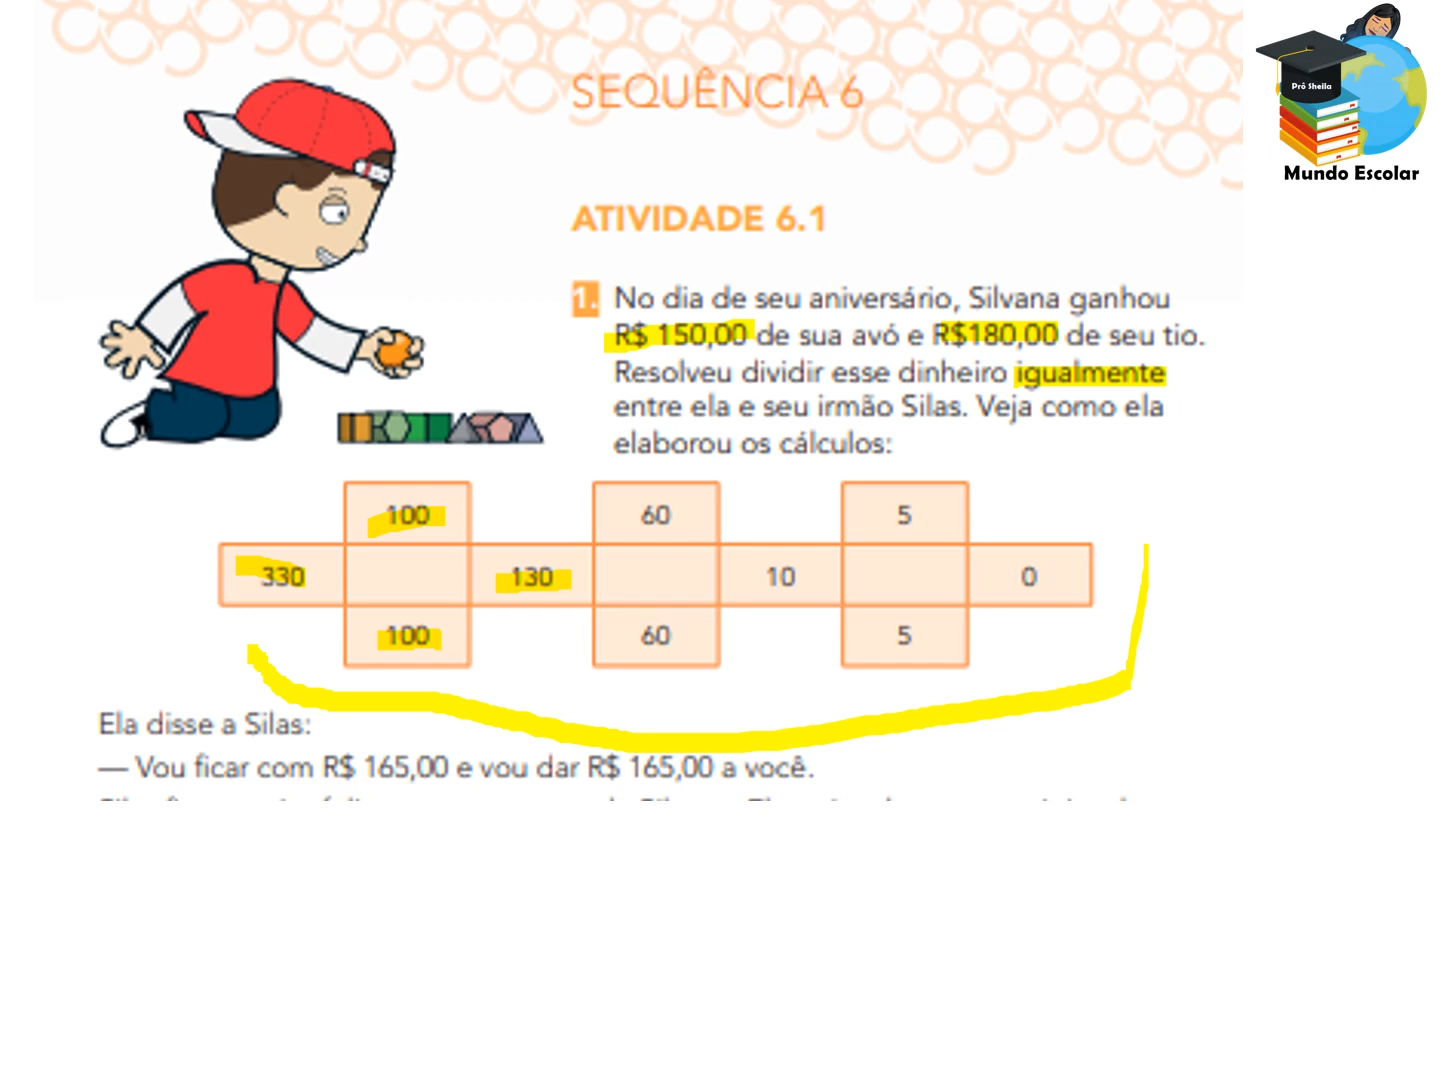 SEQUÊNCIA 6
Prô Sheila
Mundo Escolar
ATIVIDADE 6.1
1. No dia de seu aniversário, Silvana ganhou
R$ 150,00 de sua avó e R$180,00 de seu tio.
Resolveu dividir esse dinheiro igualmente
entre ela e seu irmão Silas. Veja como ela
elaborou os cálculos:
100 60 5
330 130 10 0
100 60 5
Ela disse a Silas:
— Vou ficar com R$ 165,00 e vou dar R$ 165,00 a você.